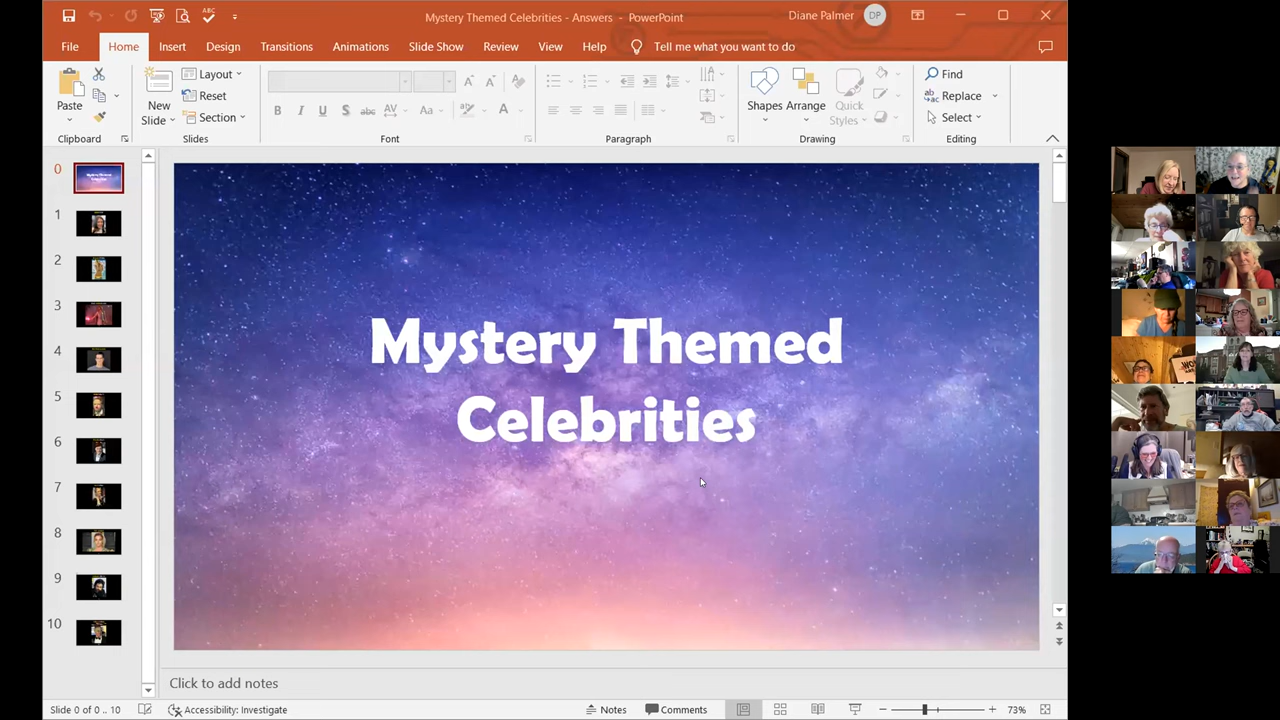 Mystery Themed Celebrities - Answers - PowerPoint
Diane Palmer
DP
File
Home
Insert
Design
Transitions
Animations
Slide Show
Review
View
Help
Tell me what you want to do
Paste
Clipboard
New
Slide
Layout
Reset
Section
Slides
B I U S abc AV Aa A
Font
Paragraph
Shapes
Arrange
Quick
Styles
Drawing
Find
Replace
Select
Editing
0
1
2
3
4
5
6
7
8
9
10
Mystery Themed
Celebrities
Click to add notes
Slide 0 of 0 .. 10
Accessibility: Investigate
Notes
Comments
73%